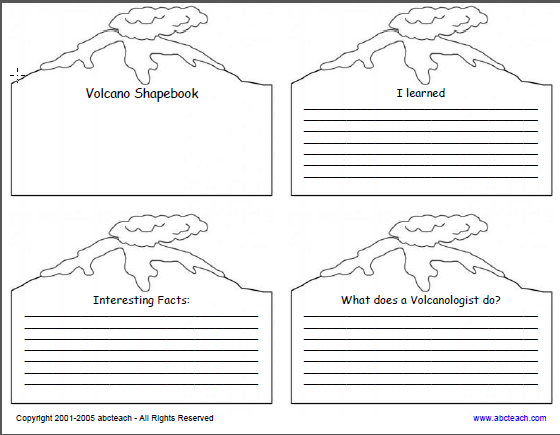 Volcano Shapebook
I learned
Interesting Facts:
What does a Volcanologist do?
Copyright 2001-2005 abcteach - All Rights Reserved
www.abcteach.com